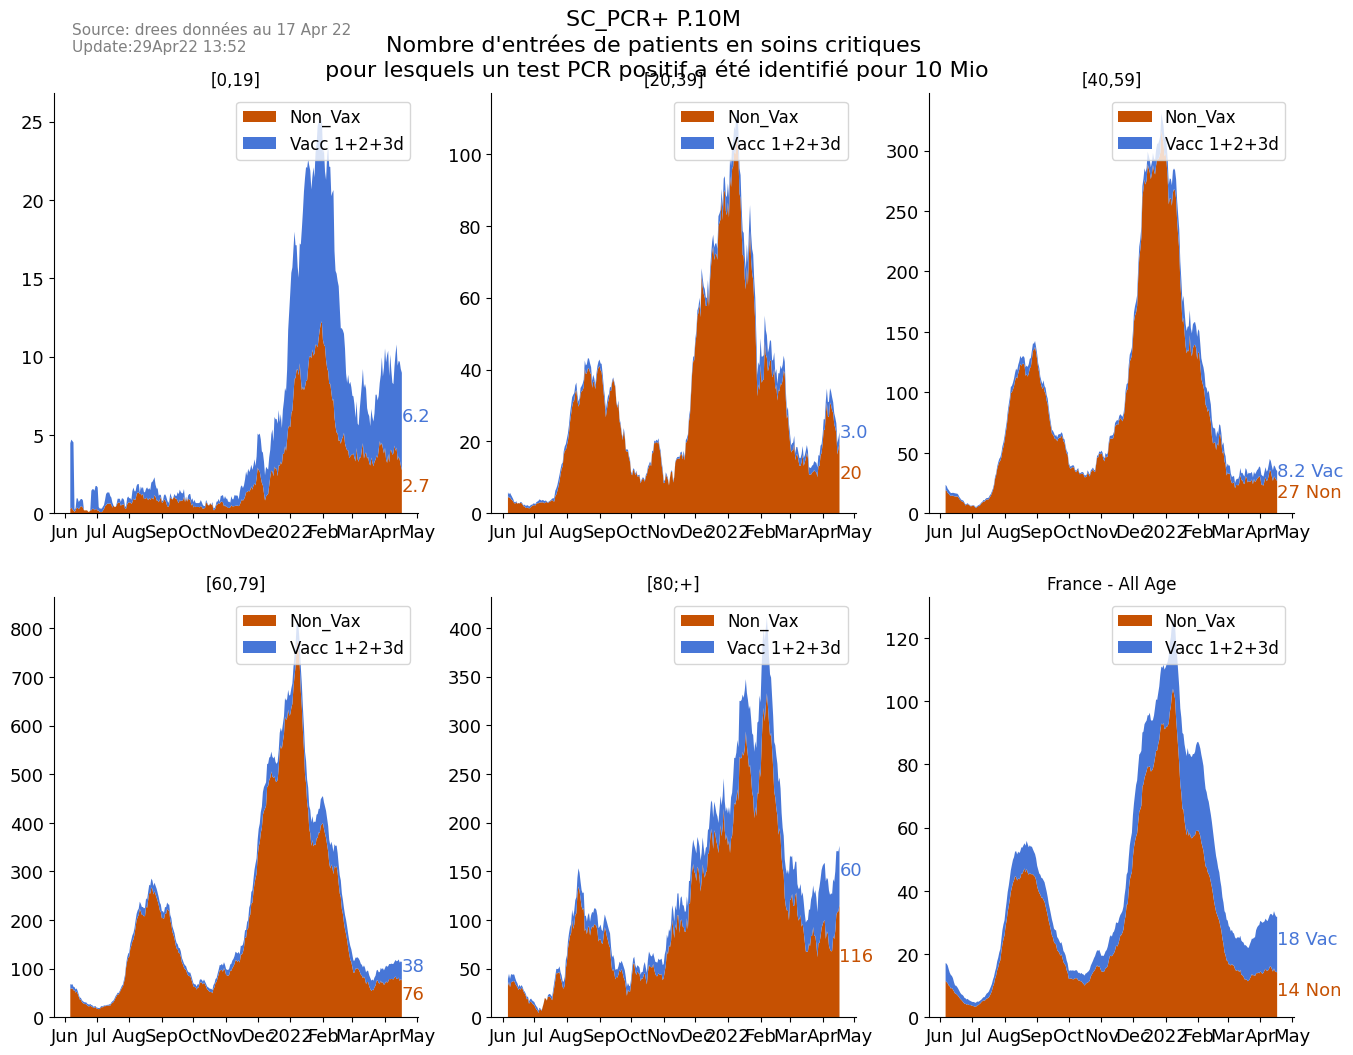 Source: drees données au 17 Apr 22
Update:29Apr22 13:52
SC_PCR+ P.10M
Nombre d'entrées de patients en soins critiques
pour lesquels un test PCR positif a été identifié pour 10 Mio
[0,19]
Non_Vax
Vacc 1+2+3d
25
20
15
10
5
0
6.2
2.7
Jun Jul Aug Sep Oct Nov Dec 2022 Feb Mar Apr May
[20,39]
Non_Vax
Vacc 1+2+3d
100
80
60
40
20
0
3.0
20
Jun Jul Aug Sep Oct Nov Dec 2022 Feb Mar Apr May
[40,59]
Non_Vax
Vacc 1+2+3d
300
250
200
150
100
50
0
8.2 Vac
27 Non
Jun Jul Aug Sep Oct Nov Dec 2022 Feb Mar Apr May
[60,79]
Non_Vax
Vacc 1+2+3d
800
700
600
500
400
300
200
100
0
38
76
Jun Jul Aug Sep Oct Nov Dec 2022 Feb Mar Apr May
[80;+]
Non_Vax
Vacc 1+2+3d
400
350
300
250
200
150
100
50
0
60
116
Jun Jul Aug Sep Oct Nov Dec 2022 Feb Mar Apr May
France - All Age
Non_Vax
Vacc 1+2+3d
120
100
80
60
40
20
0
18 Vac
14 Non
Jun Jul Aug Sep Oct Nov Dec 2022 Feb Mar Apr May